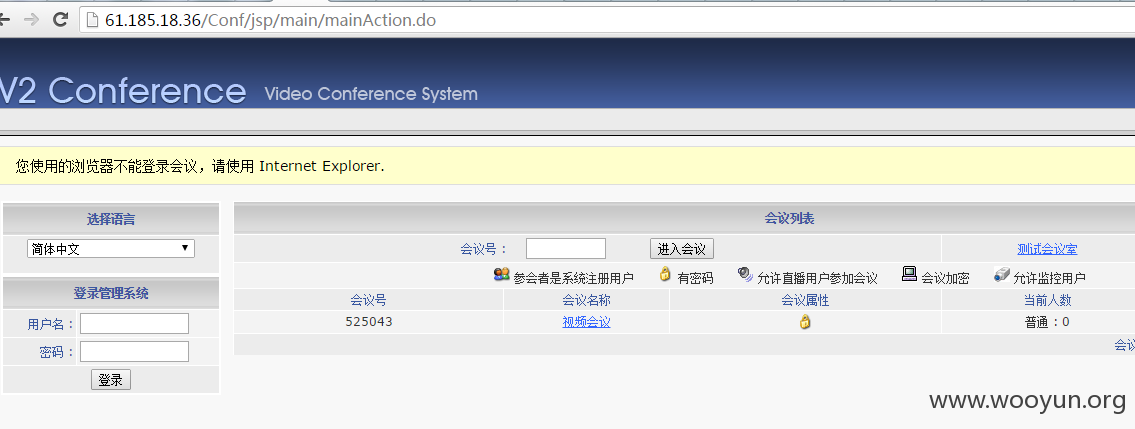 61.185.18.36/Conf/jsp/main/mainAction.do
V2 Conference Video Conference System
您使用的浏览器不能登录会议，请使用 Internet Explorer.
选择语言
简体中文
登录管理系统
用户名：
密码：
登录
会议列表
会议号： 进入会议 测试会议室
参会者是系统注册用户 有密码 允许直播用户参加会议 会议加密 允许监控用户
会议号 会议名称 会议属性 当前人数
525043 视频会议 普通：0
会议
www.wooyun.org